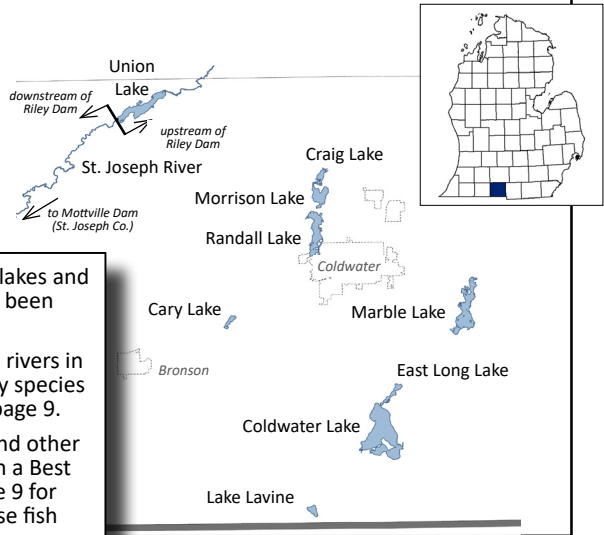 Union
Lake
downstream of
Riley Dam
upstream of
Riley Dam
St. Joseph River
to Mottville Dam
(St. Joseph Co.)
Craig Lake
Morrison Lake
Randall Lake
Coldwater
Cary Lake
Marble Lake
Bronson
East Long Lake
Coldwater Lake
Lake Lavine
lakes and
been
rivers in
y species
page 9.
nd other
n a Best
e 9 for
se fish